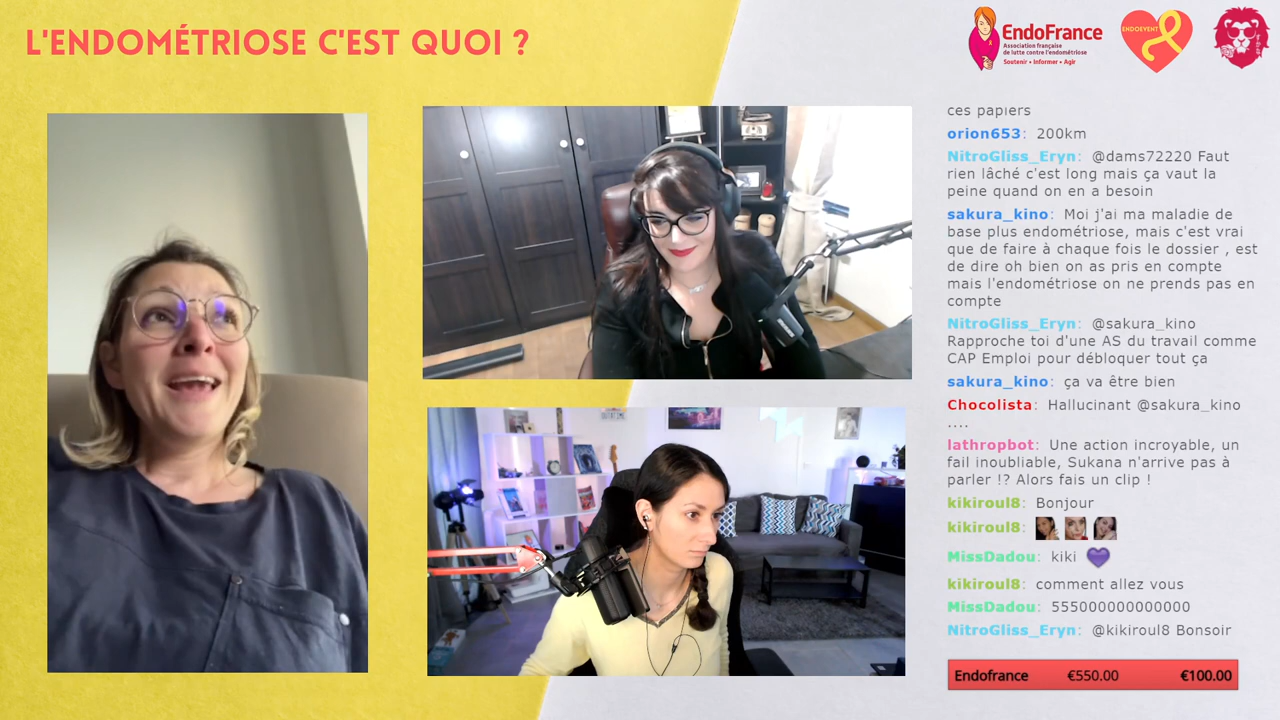 L'ENDOMÉTRIOSE C'EST QUOI ?
EndoFrance
Association française
de lutte contre l'endométriose
Soutenir • Informer • Agir
ENDOEVENT
ces papiers
orion653: 200km
NitroGliss_Eryn: @dams72220 Faut
rien lâché c'est long mais ça vaut la
peine quand on en a besoin
sakura_kino: Moi j'ai ma maladie de
base plus endométriose, mais c'est vrai
que de faire à chaque fois le dossier , est
de dire oh bien on as pris en compte
mais l'endométriose on ne prends pas en
compte
NitroGliss_Eryn: @sakura_kino
Rapproche toi d'une AS du travail comme
CAP Emploi pour débloquer tout ça
sakura_kino: ça va être bien
Chocolista: Hallucinant @sakura_kino
....
lathropbot: Une action incroyable, un
fail inoubliable, Sukana n'arrive pas à
parler !? Alors fais un clip !
kikiroul8: Bonjour
kikiroul8:
MissDadou: kiki 💜
kikiroul8: comment allez vous
MissDadou: 555000000000000
NitroGliss_Eryn: @kikiroul8 Bonsoir
Endofrance €550.00 €100.00